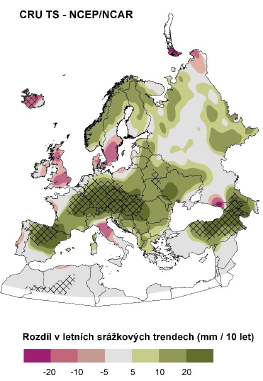 CRU TS - NCEP/NCAR
Rozdíl v letních srážkových trendech (mm / 10 let)
-20 -10 -5 5 10 20